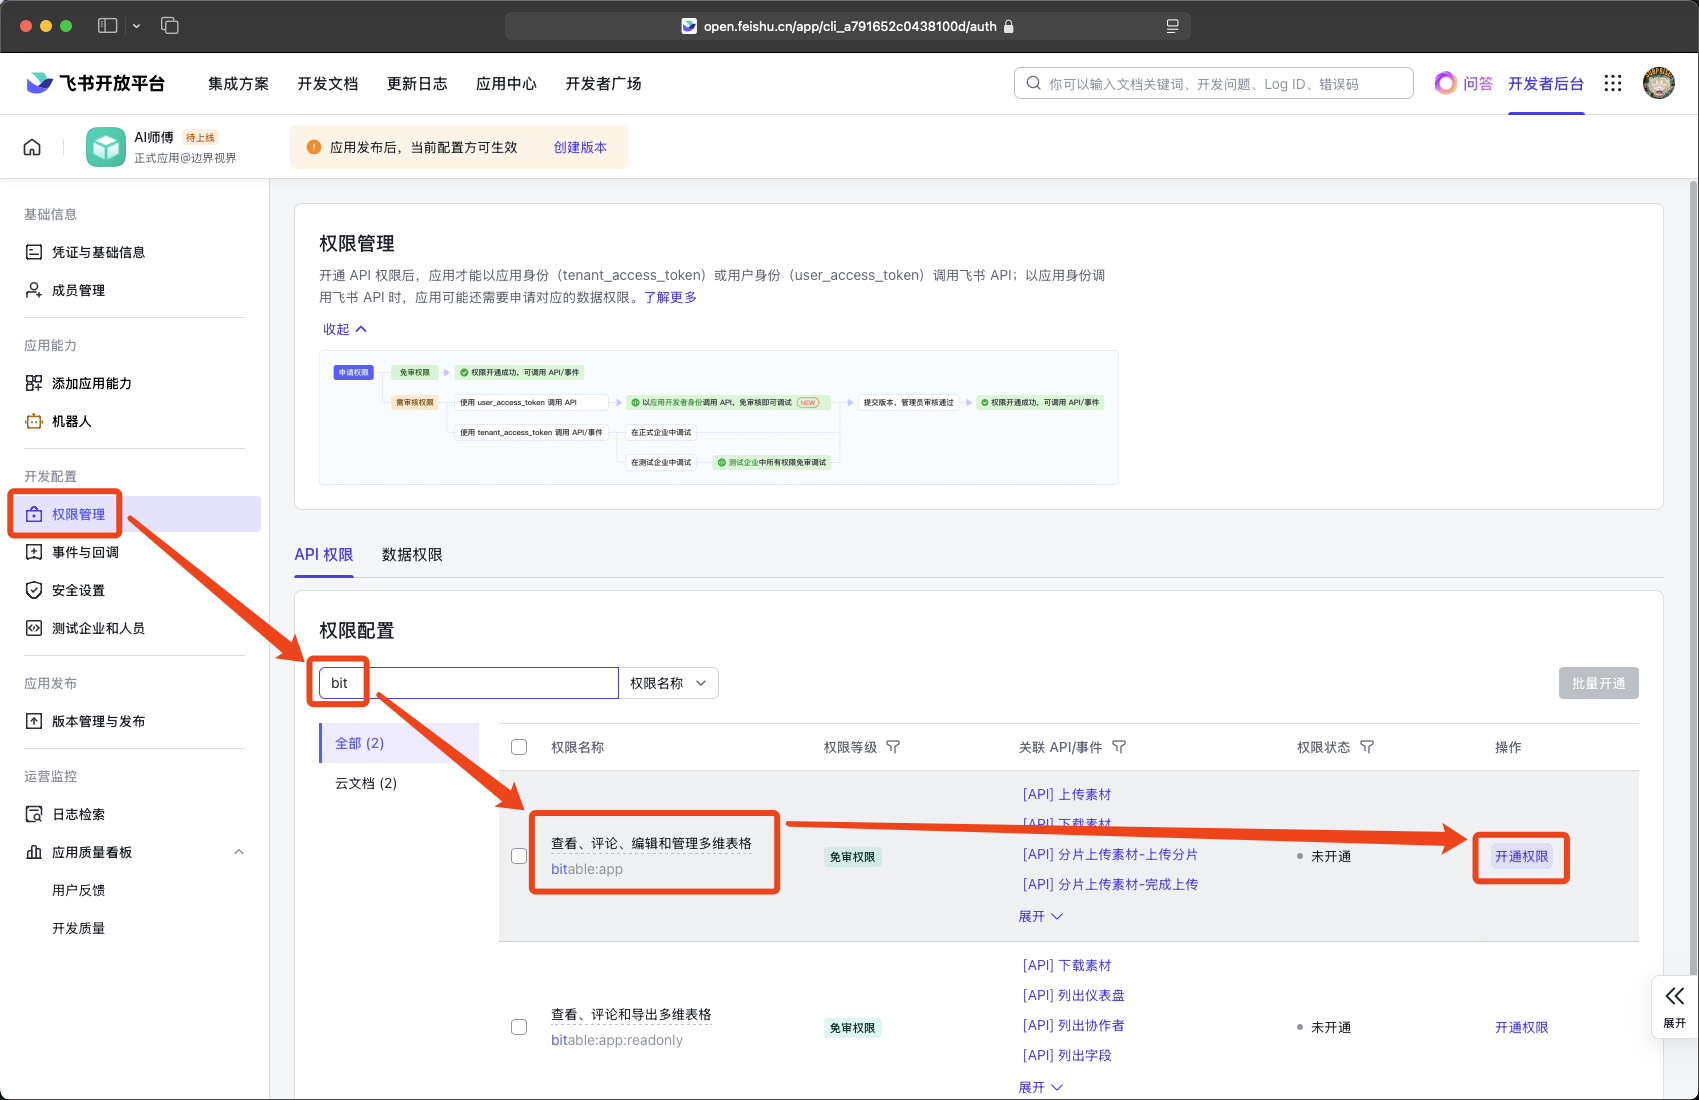 open.feishu.cn/app/cli_a791652c0438100d/auth
飞书开放平台
集成方案
开发文档
更新日志
应用中心
开发者广场
你可以输入文档关键词、开发问题、Log ID、错误码
问答
开发者后台
AI师傅
待上线
正式应用@边界视界
应用发布后，当前配置方可生效
创建版本
基础信息
凭证与基础信息
成员管理
应用能力
添加应用能力
机器人
开发配置
权限管理
事件与回调
安全设置
测试企业和人员
应用发布
版本管理与发布
运营监控
日志检索
应用质量看板
用户反馈
开发质量
权限管理
开通 API 权限后，应用才能以应用身份（tenant_access_token）或用户身份（user_access_token）调用飞书 API；以应用身份调
用飞书 API 时，应用可能还需要申请对应的数据权限。了解更多
收起
申请权限
免审权限
权限开通成功，可调用 API/事件
需审核权限
使用 user_access_token 调用 API
以应用开发者身份调用 API，免审核即可调试
NEW
提交版本，管理员审核通过
权限开通成功，可调用 API/事件
使用 tenant_access_token 调用 API/事件
在正式企业中调试
在测试企业中调试
测试企业中所有权限免审调试
API 权限
数据权限
权限配置
bit
权限名称
批量开通
全部 (2)
云文档 (2)
权限名称
权限等级
关联 API/事件
权限状态
操作
查看、评论、编辑和管理多维表格
bitable:app
免审权限
[API] 上传素材
[API] 下载素材
[API] 分片上传素材-上传分片
[API] 分片上传素材-完成上传
展开
未开通
开通权限
查看、评论和导出多维表格
bitable:app:readonly
免审权限
[API] 下载素材
[API] 列出仪表盘
[API] 列出协作者
[API] 列出字段
展开
未开通
开通权限
展开